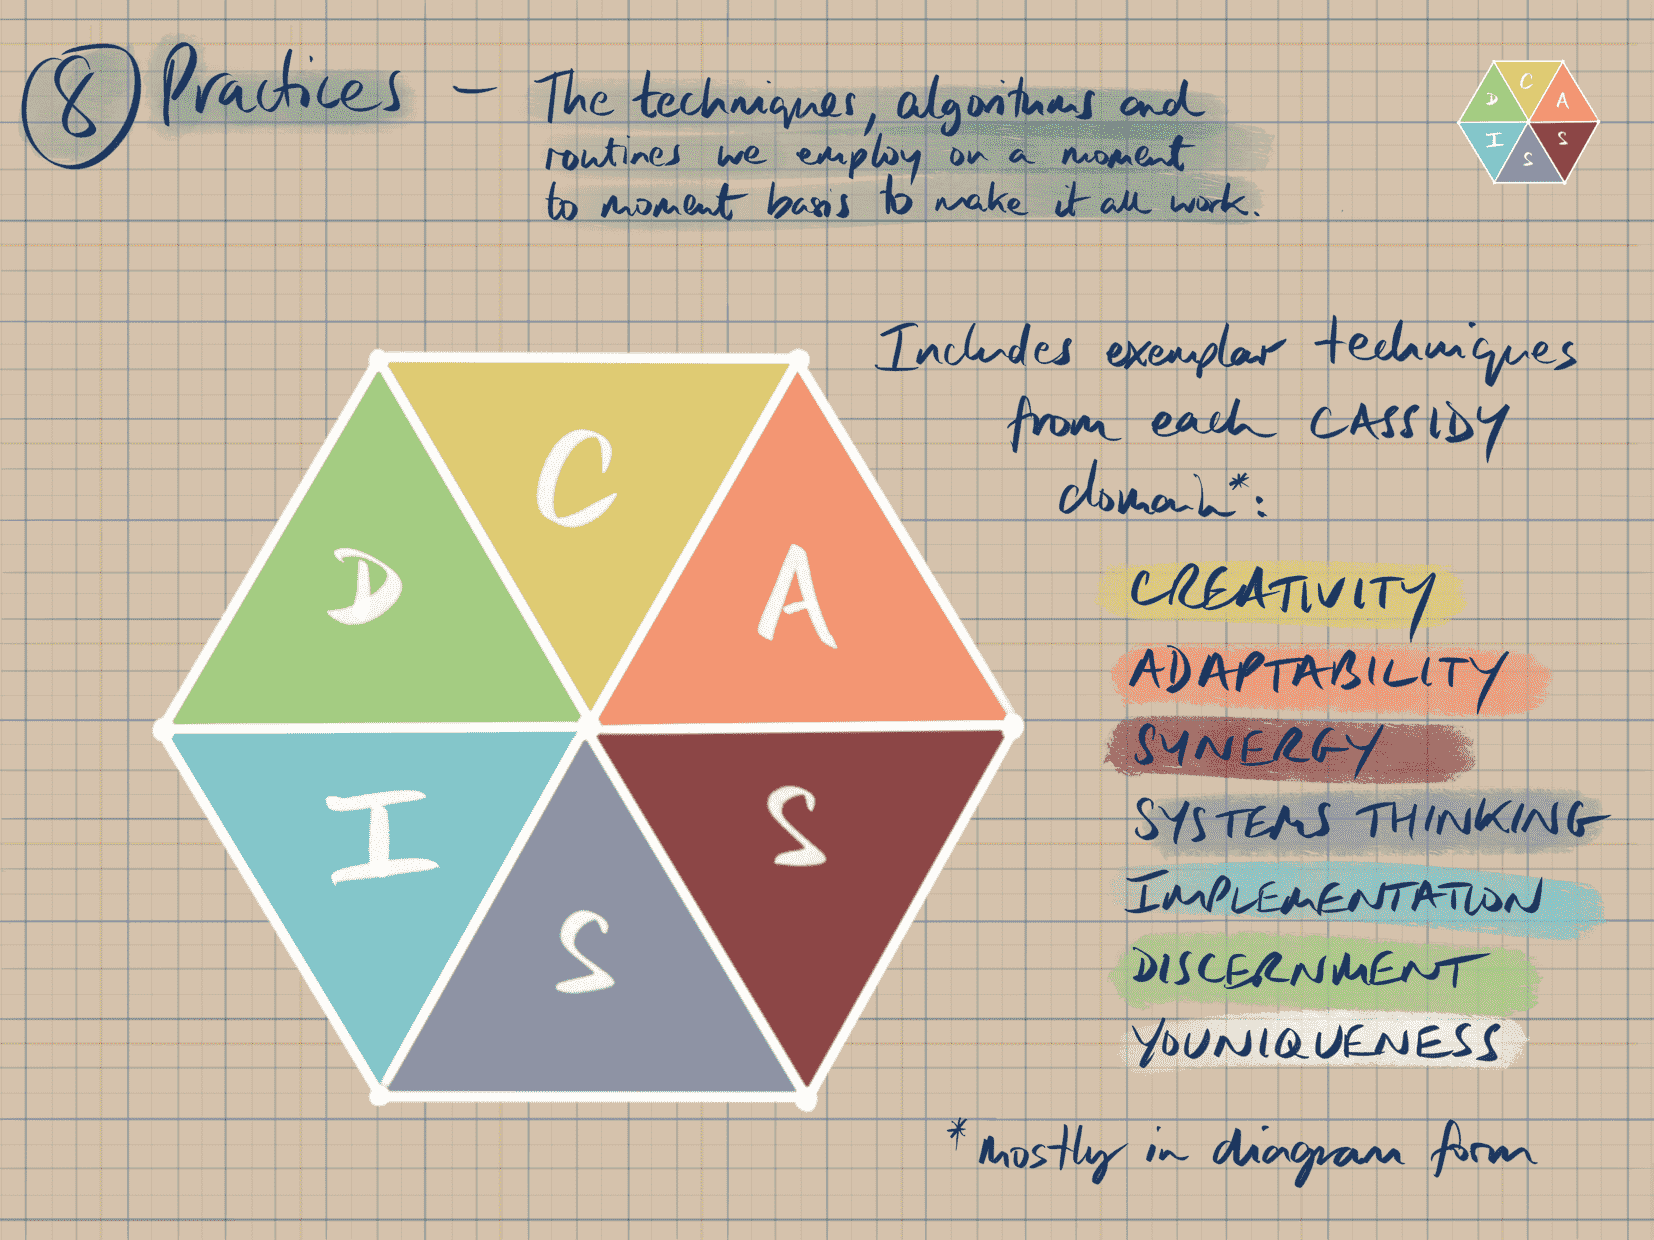 8 Practices - The techniques, algorithms and
routines we employ on a moment
to moment basis to make it all work.
C
D
A
I
S
S
Includes exemplar techniques
from each CASSIDY
domain*:
C
D
A
I
S
S
CREATIVITY
ADAPTABILITY
SYNERGY
SYSTEMS THINKING
IMPLEMENTATION
DISCERNMENT
YOUNIQUENESS
*mostly in diagram form